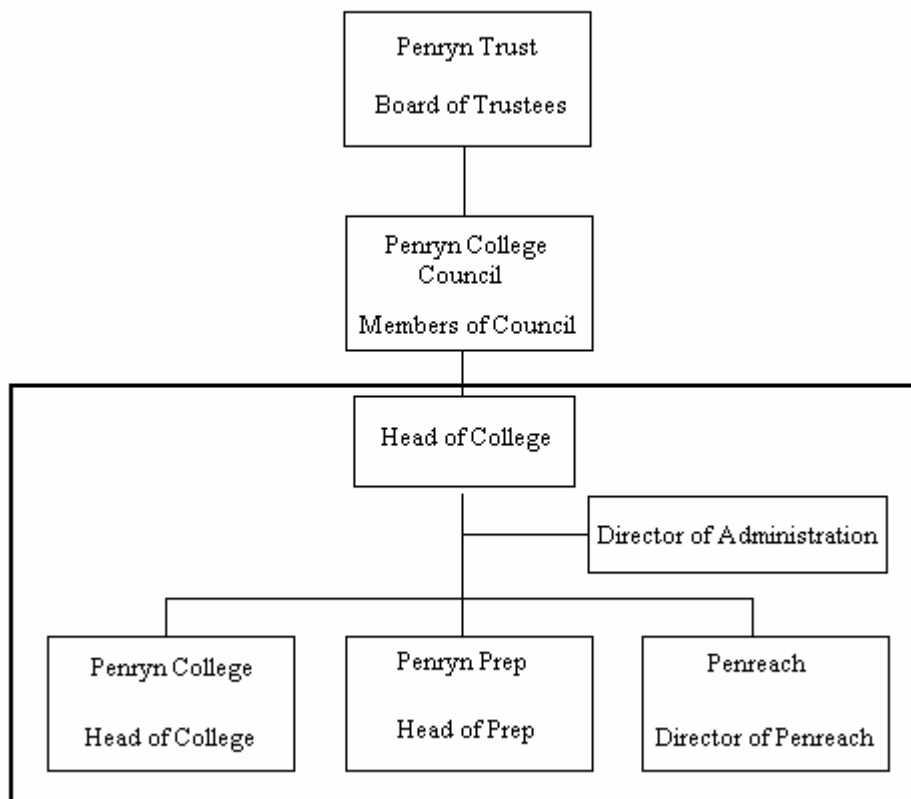 Penryn Trust
Board of Trustees
Penryn College
Council
Members of Council
Head of College
Director of Administration
Penryn College
Head of College
Penryn Prep
Head of Prep
Penreach
Director of Penreach